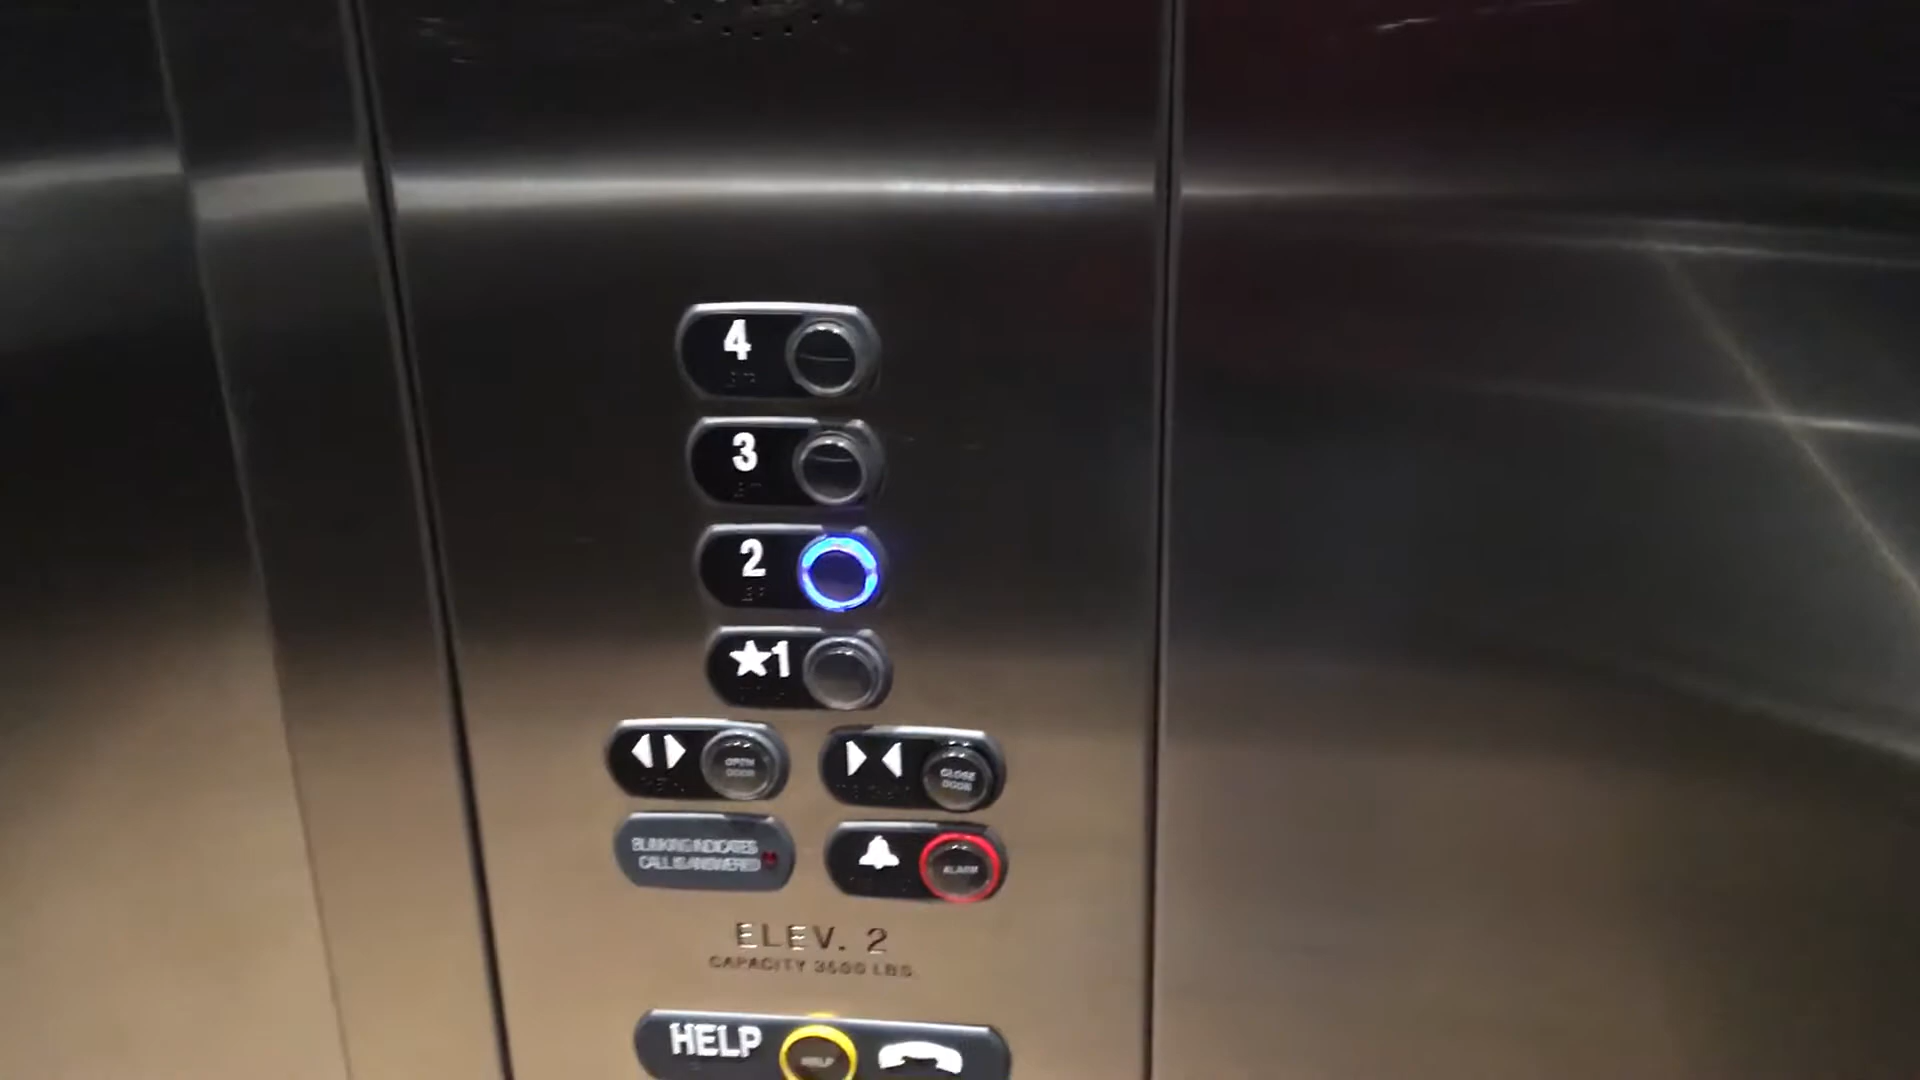 4
3
2
★1
OPEN DOOR
CLOSE DOOR
BLINKING INDICATES
CALL IS ANSWERED
ALARM
ELEV. 2
CAPACITY 3500 LBS.
HELP
HELP